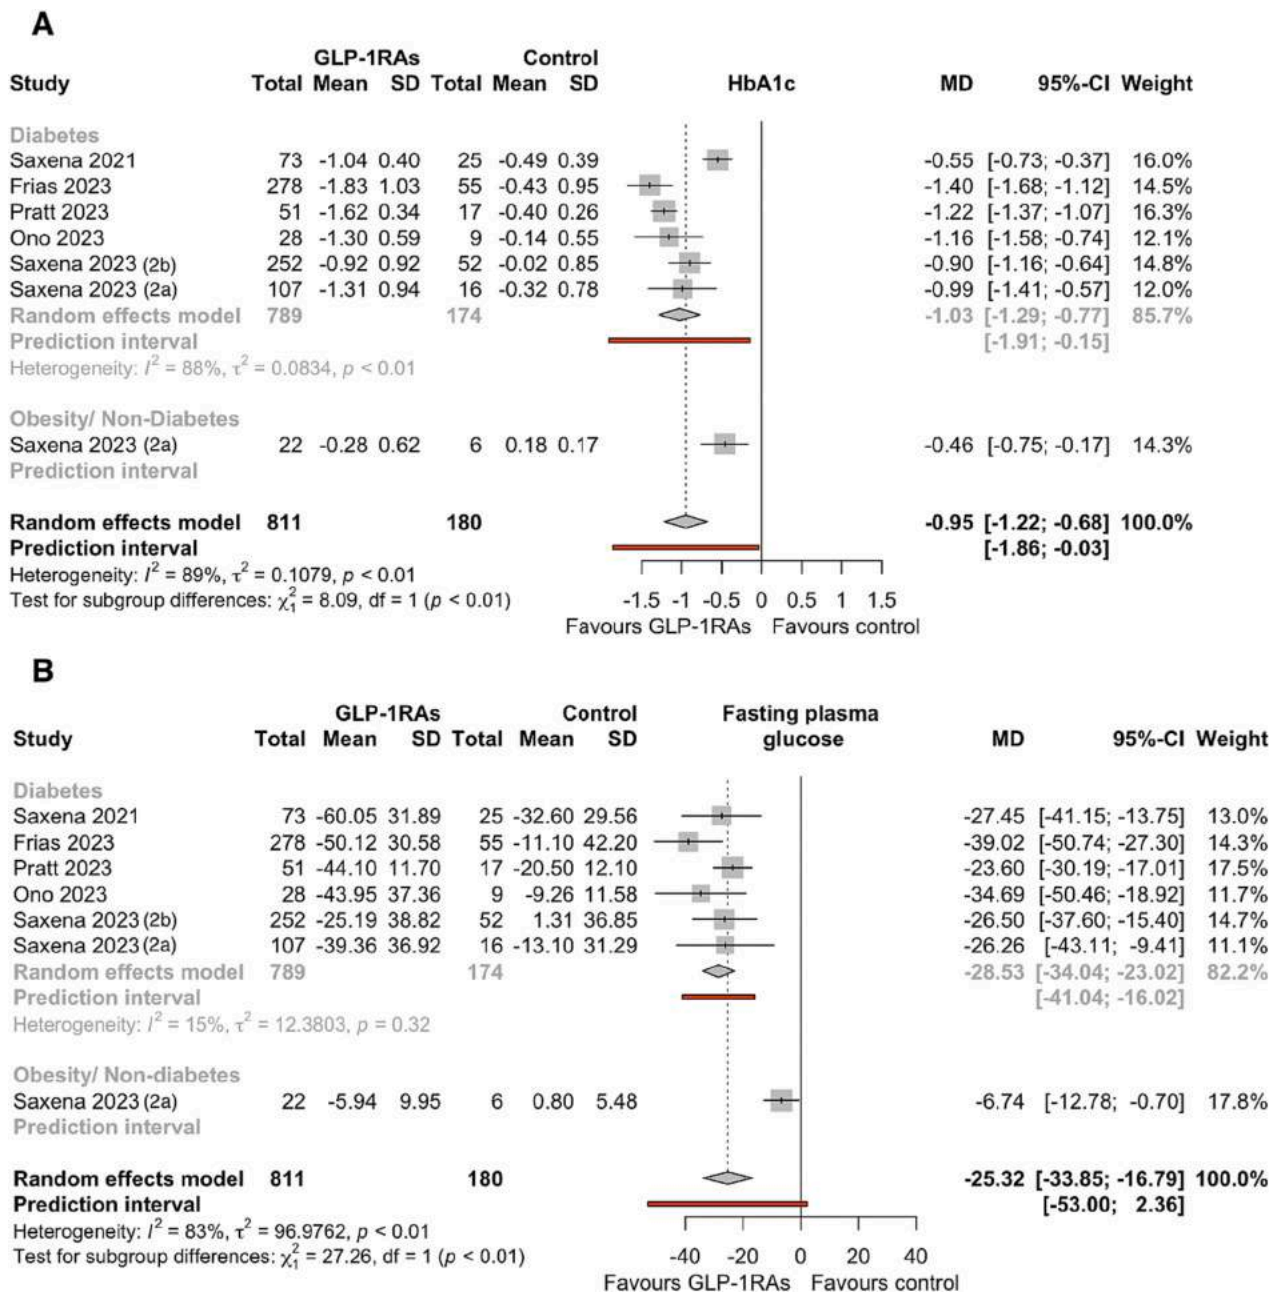 A
GLP-1RAs Control
Study Total Mean SD Total Mean SD HbA1c MD 95%-CI Weight
Diabetes
Saxena 2021 73 -1.04 0.40 25 -0.49 0.39 -0.55 [-0.73; -0.37] 16.0%
Frias 2023 278 -1.83 1.03 55 -0.43 0.95 -1.40 [-1.68; -1.12] 14.5%
Pratt 2023 51 -1.62 0.34 17 -0.40 0.26 -1.22 [-1.37; -1.07] 16.3%
Ono 2023 28 -1.30 0.59 9 -0.14 0.55 -1.16 [-1.58; -0.74] 12.1%
Saxena 2023 (2b) 252 -0.92 0.92 52 -0.02 0.85 -0.90 [-1.16; -0.64] 14.8%
Saxena 2023 (2a) 107 -1.31 0.94 16 -0.32 0.78 -0.99 [-1.41; -0.57] 12.0%
Random effects model 789 174 -1.03 [-1.29; -0.77] 85.7%
Prediction interval [-1.91; -0.15]
Heterogeneity: I² = 88%, τ² = 0.0834, p < 0.01
Obesity/ Non-Diabetes
Saxena 2023 (2a) 22 -0.28 0.62 6 0.18 0.17 -0.46 [-0.75; -0.17] 14.3%
Prediction interval
Random effects model 811 180 -0.95 [-1.22; -0.68] 100.0%
Prediction interval [-1.86; -0.03]
Heterogeneity: I² = 89%, τ² = 0.1079, p < 0.01
Test for subgroup differences: χ²₁ = 8.09, df = 1 (p < 0.01)
-1.5 -1 -0.5 0 0.5 1 1.5
Favours GLP-1RAs Favours control
B
GLP-1RAs Control Fasting plasma
Study Total Mean SD Total Mean SD glucose MD 95%-CI Weight
Diabetes
Saxena 2021 73 -60.05 31.89 25 -32.60 29.56 -27.45 [-41.15; -13.75] 13.0%
Frias 2023 278 -50.12 30.58 55 -11.10 42.20 -39.02 [-50.74; -27.30] 14.3%
Pratt 2023 51 -44.10 11.70 17 -20.50 12.10 -23.60 [-30.19; -17.01] 17.5%
Ono 2023 28 -43.95 37.36 9 -9.26 11.58 -34.69 [-50.46; -18.92] 11.7%
Saxena 2023 (2b) 252 -25.19 38.82 52 1.31 36.85 -26.50 [-37.60; -15.40] 14.7%
Saxena 2023 (2a) 107 -39.36 36.92 16 -13.10 31.29 -26.26 [-43.11; -9.41] 11.1%
Random effects model 789 174 -28.53 [-34.04; -23.02] 82.2%
Prediction interval [-41.04; -16.02]
Heterogeneity: I² = 15%, τ² = 12.3803, p = 0.32
Obesity/ Non-diabetes
Saxena 2023 (2a) 22 -5.94 9.95 6 0.80 5.48 -6.74 [-12.78; -0.70] 17.8%
Prediction interval
Random effects model 811 180 -25.32 [-33.85; -16.79] 100.0%
Prediction interval [-53.00; 2.36]
Heterogeneity: I² = 83%, τ² = 96.9762, p < 0.01
Test for subgroup differences: χ²₁ = 27.26, df = 1 (p < 0.01)
-40 -20 0 20 40
Favours GLP-1RAs Favours control